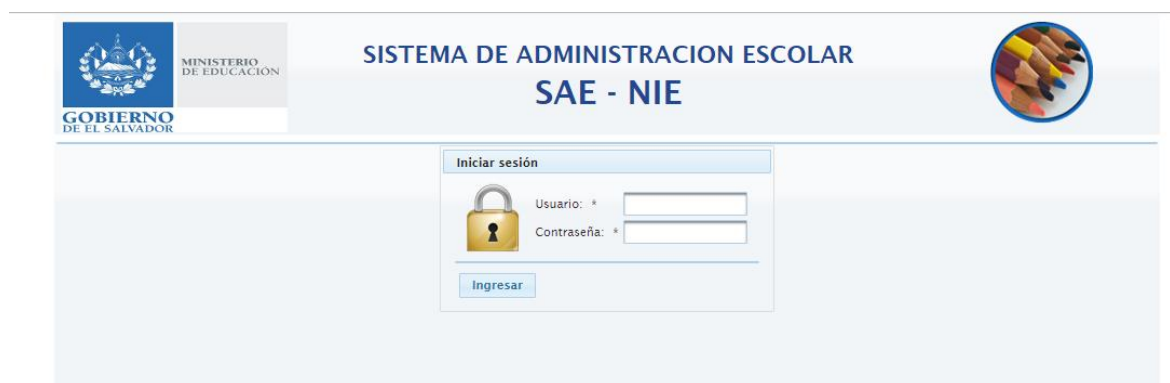 MINISTERIO
DE EDUCACIÓN
GOBIERNO
DE EL SALVADOR
SISTEMA DE ADMINISTRACION ESCOLAR
SAE - NIE
Iniciar sesión
Usuario: *
Contraseña: *
Ingresar